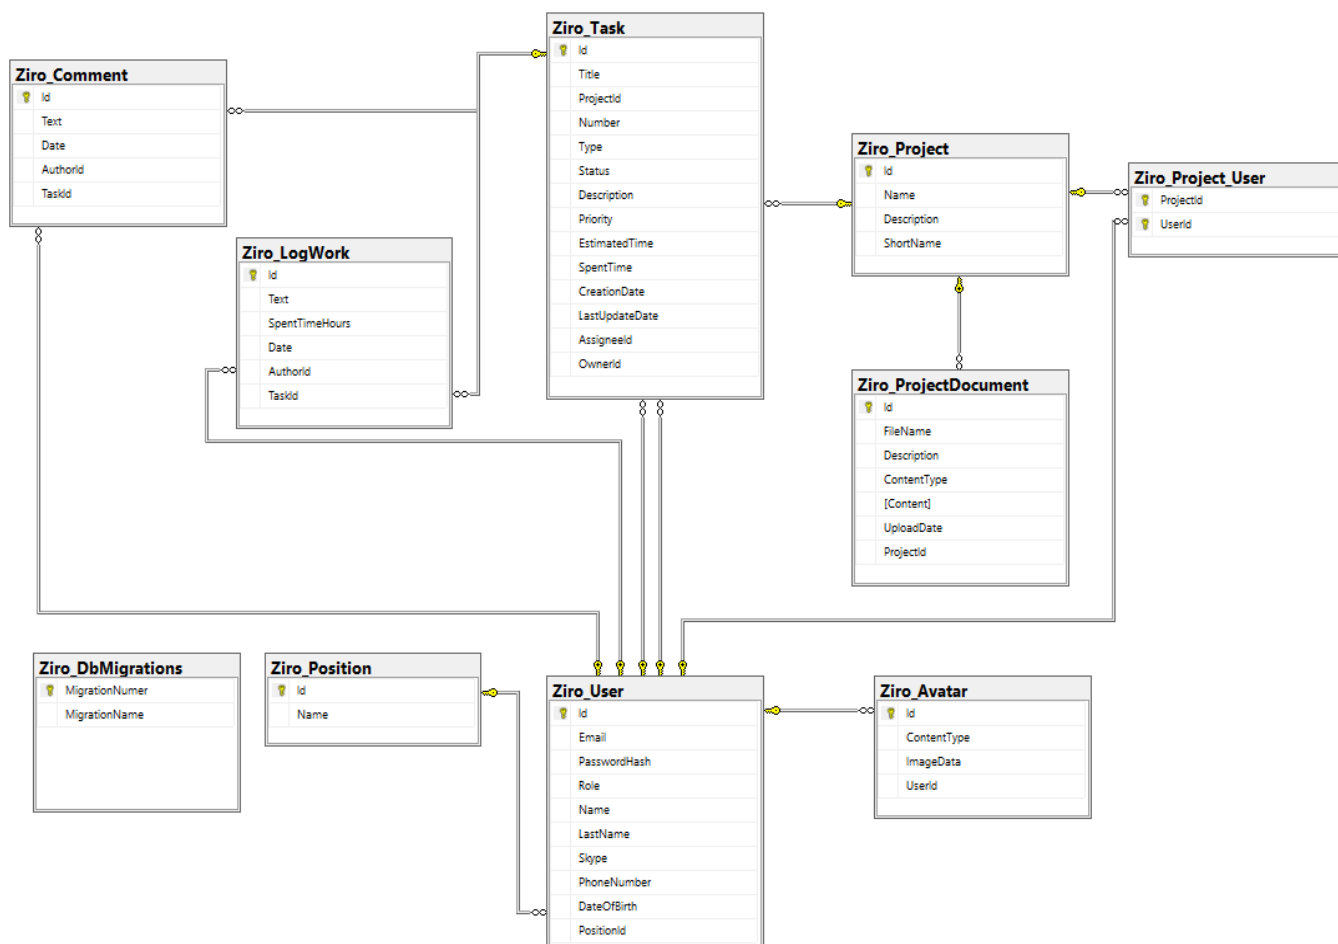 Ziro_Task
Id
Title
ProjectId
Number
Type
Status
Description
Priority
EstimatedTime
SpentTime
CreationDate
LastUpdateDate
AssigneeId
OwnerId
Ziro_Comment
Id
Text
Date
AuthorId
TaskId
Ziro_Project
Id
Name
Description
ShortName
Ziro_Project_User
ProjectId
UserId
Ziro_LogWork
Id
Text
SpentTimeHours
Date
AuthorId
TaskId
Ziro_ProjectDocument
Id
FileName
Description
ContentType
[Content]
UploadDate
ProjectId
Ziro_DbMigrations
MigrationNumer
MigrationName
Ziro_Position
Id
Name
Ziro_User
Id
Email
PasswordHash
Role
Name
LastName
Skype
PhoneNumber
DateOfBirth
PositionId
Ziro_Avatar
Id
ContentType
ImageData
UserId